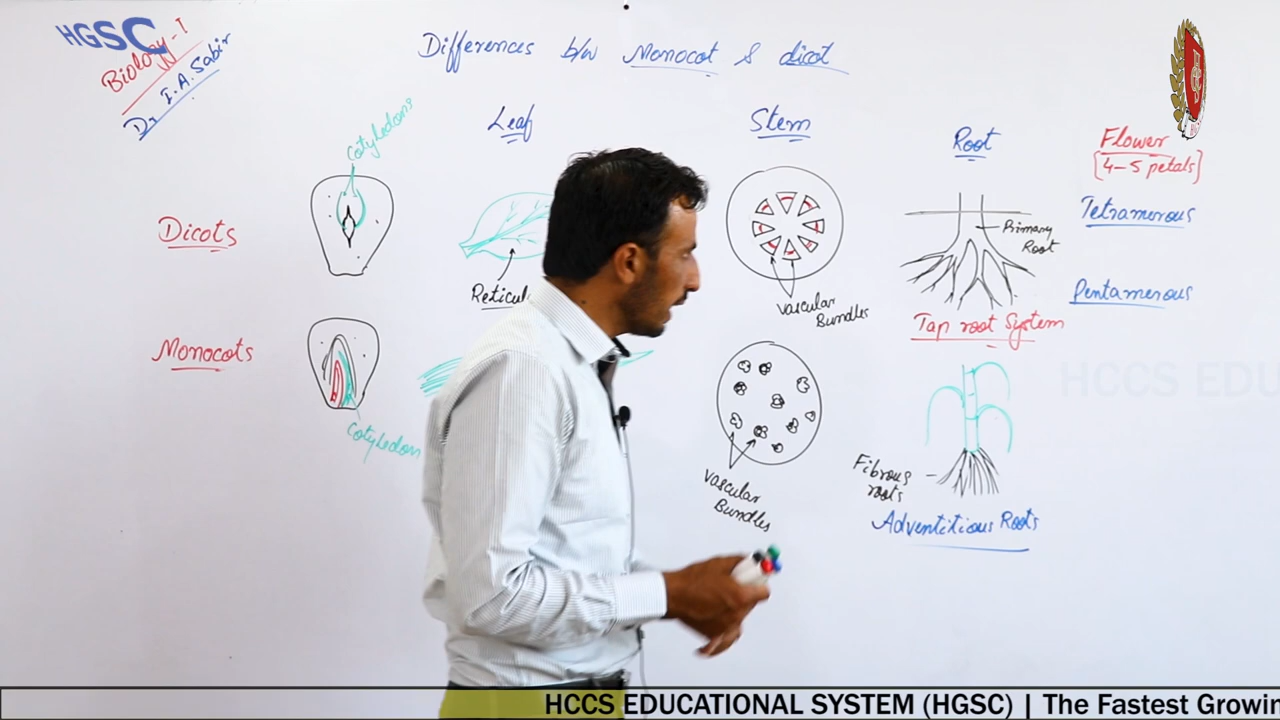 HGSC
Biology-I
Dr I.A.Sabir
Differences b/w Monocot & dicot
Cotyledons
Leaf
Stem
Root
Flower
[4-5 petals]
Dicots
Tetramerous
Primary
Root
Vascular
Bundles
Pentamerous
Tap root System
Monocots
HCCS EDU
Cotyledon
Fibrous
roots
Vascular
Bundles
Adventitious Roots
HCCS EDUCATIONAL SYSTEM (HGSC) | The Fastest Growin